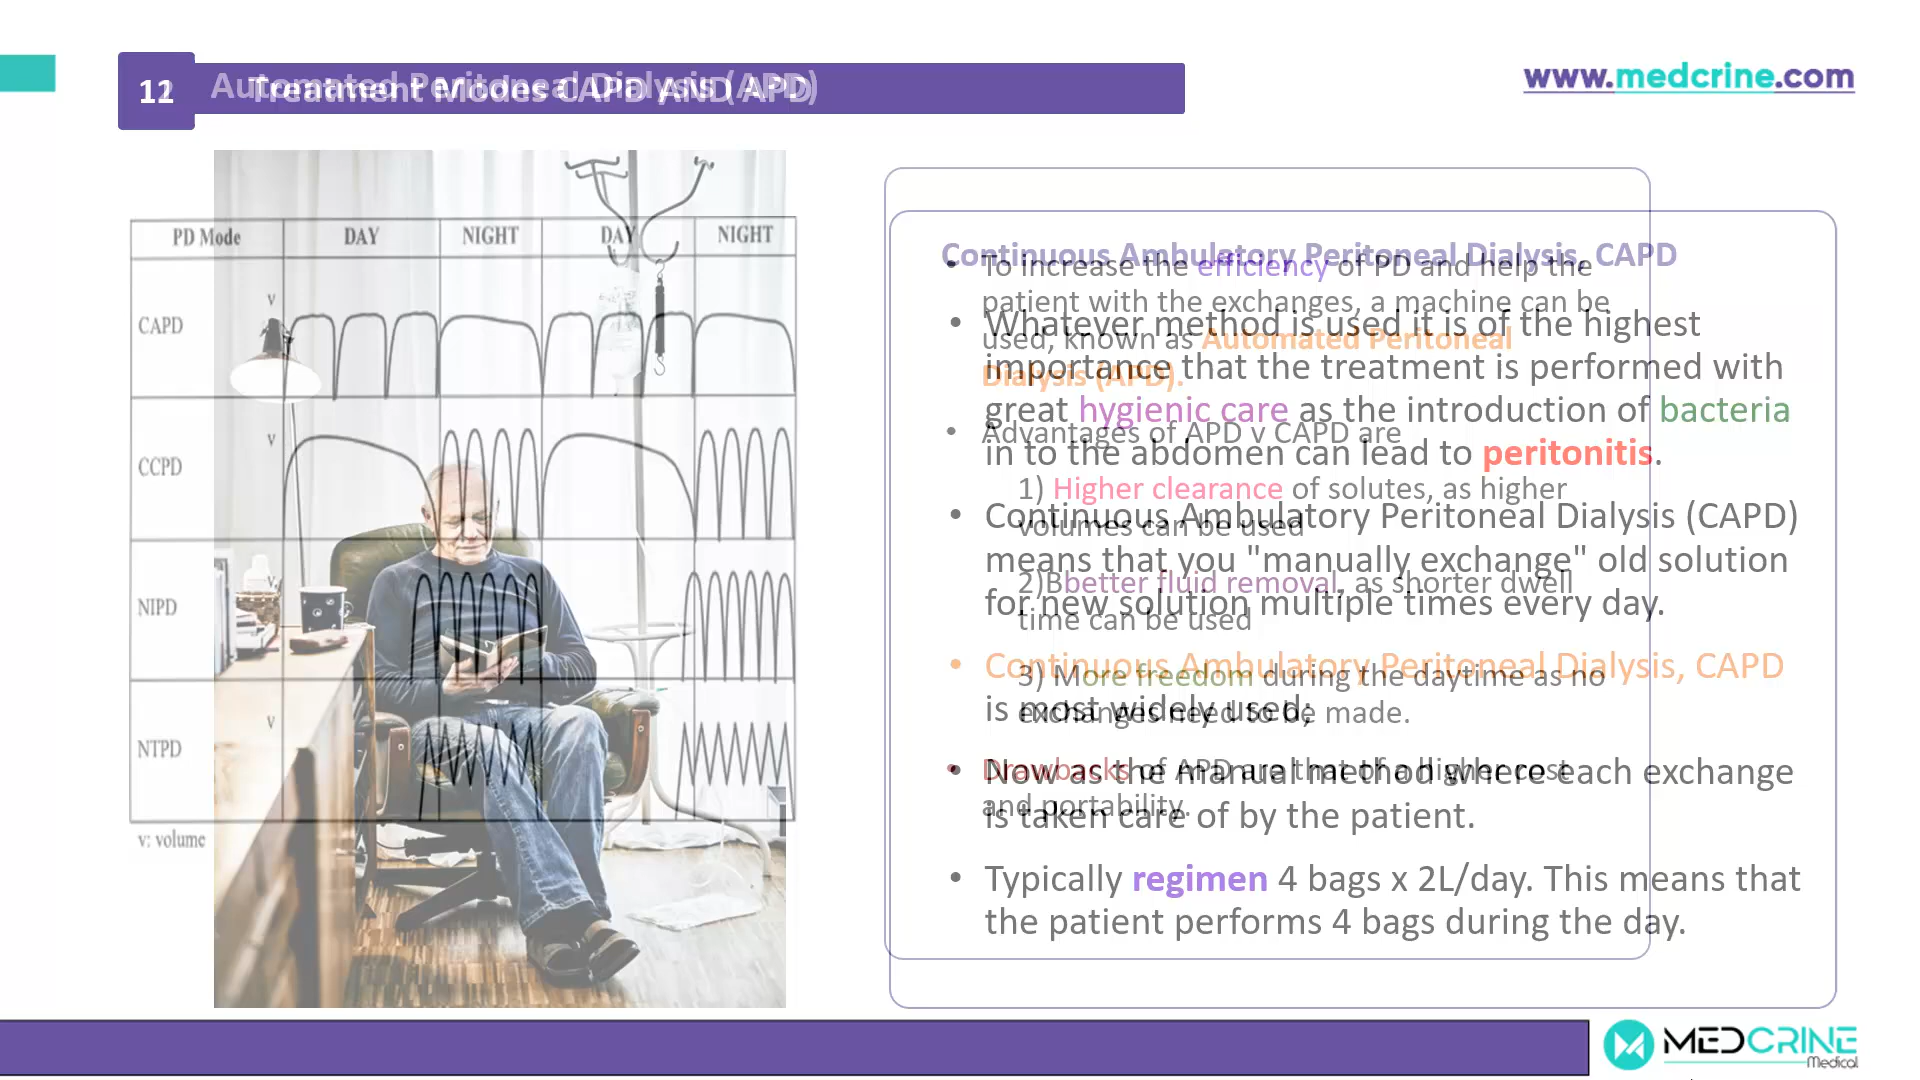 Automated Peritoneal Dialysis (APD)
Treatment Modes CAPD AND APD
www.medcrine.com
PD Mode DAY NIGHT DAY NIGHT
CAPD v
CCPD v
NIPD v
NTPD v
v: volume
• To increase the efficiency of PD and help the
patient with the exchanges, a machine can be
used, known as Automated Peritoneal
Dialysis (APD).
• Advantages of APD v CAPD are
1) Higher clearance of solutes, as higher
volumes can be used
2)Bbetter fluid removal, as shorter dwell
time can be used
3) More freedom during the daytime as no
exchanges need to be made.
• Drawbacks of APD are that of a higher cost
and portability.
Continuous Ambulatory Peritoneal Dialysis, CAPD
• Whatever method is used it is of the highest
importance that the treatment is performed with
great hygienic care as the introduction of bacteria
in to the abdomen can lead to peritonitis.
• Continuous Ambulatory Peritoneal Dialysis (CAPD)
means that you "manually exchange" old solution
for new solution multiple times every day.
• Continuous Ambulatory Peritoneal Dialysis, CAPD
is most widely used;
• Now as the manual method where each exchange
is taken care of by the patient.
• Typically regimen 4 bags x 2L/day. This means that
the patient performs 4 bags during the day.
MEDCRINE
Medical